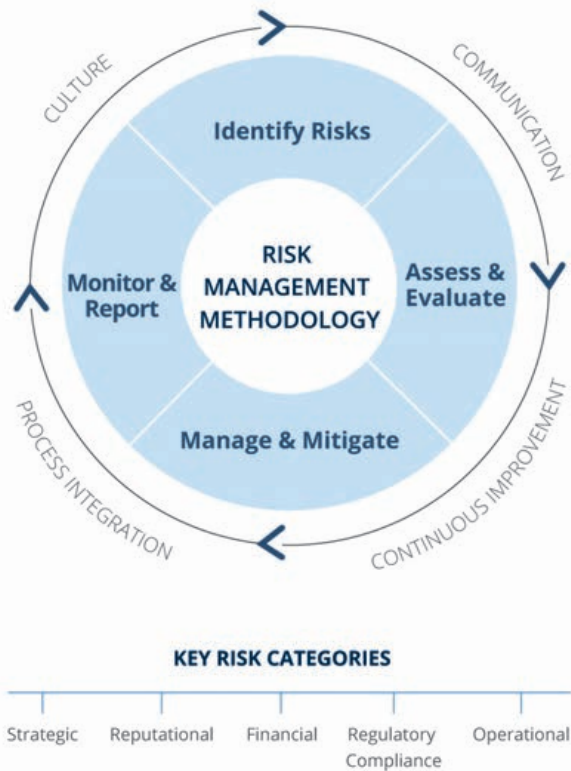 CULTURE
COMMUNICATION
Identify Risks
RISK
MANAGEMENT
METHODOLOGY
Monitor &
Report
Assess &
Evaluate
Manage & Mitigate
PROCESS INTEGRATION
CONTINUOUS IMPROVEMENT
KEY RISK CATEGORIES
Strategic
Reputational
Financial
Regulatory
Compliance
Operational